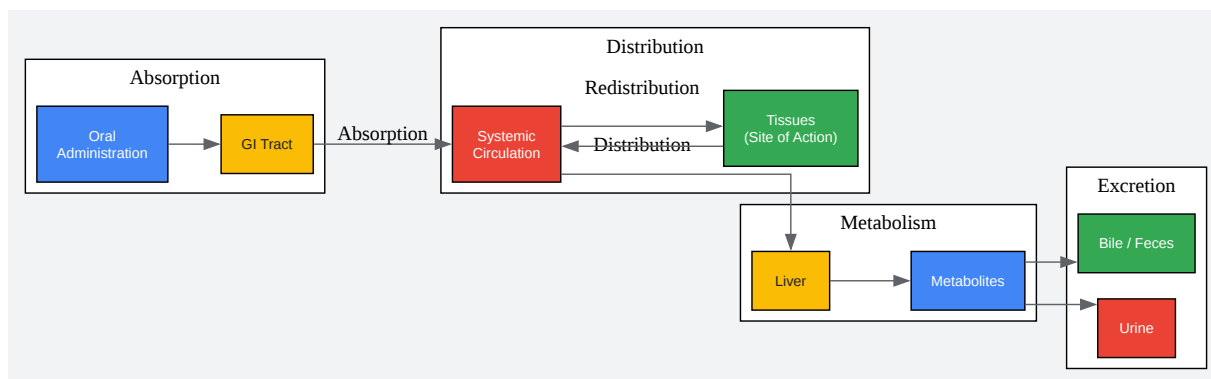 Absorption
Oral
Administration
GI Tract
Absorption
Distribution
Redistribution
Systemic
Circulation
Distribution
Tissues
(Site of Action)
Metabolism
Liver
Metabolites
Excretion
Bile / Feces
Urine